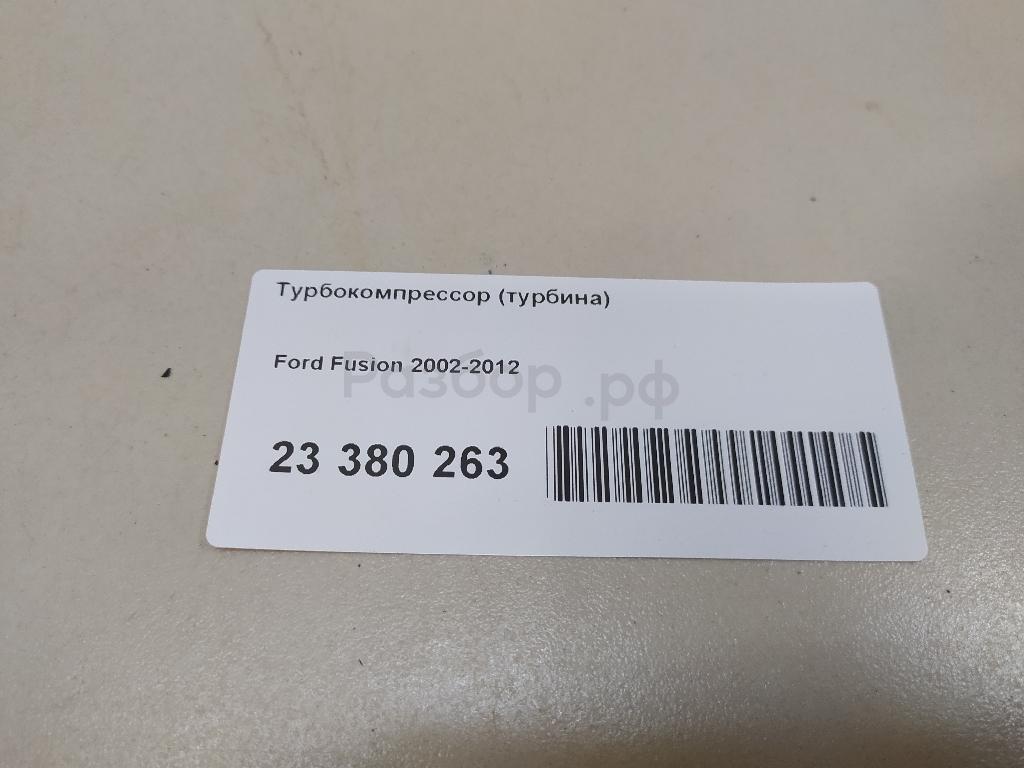 Турбокомпрессор (турбина)
Ford Fusion 2002-2012
Разбор.рф
23 380 263